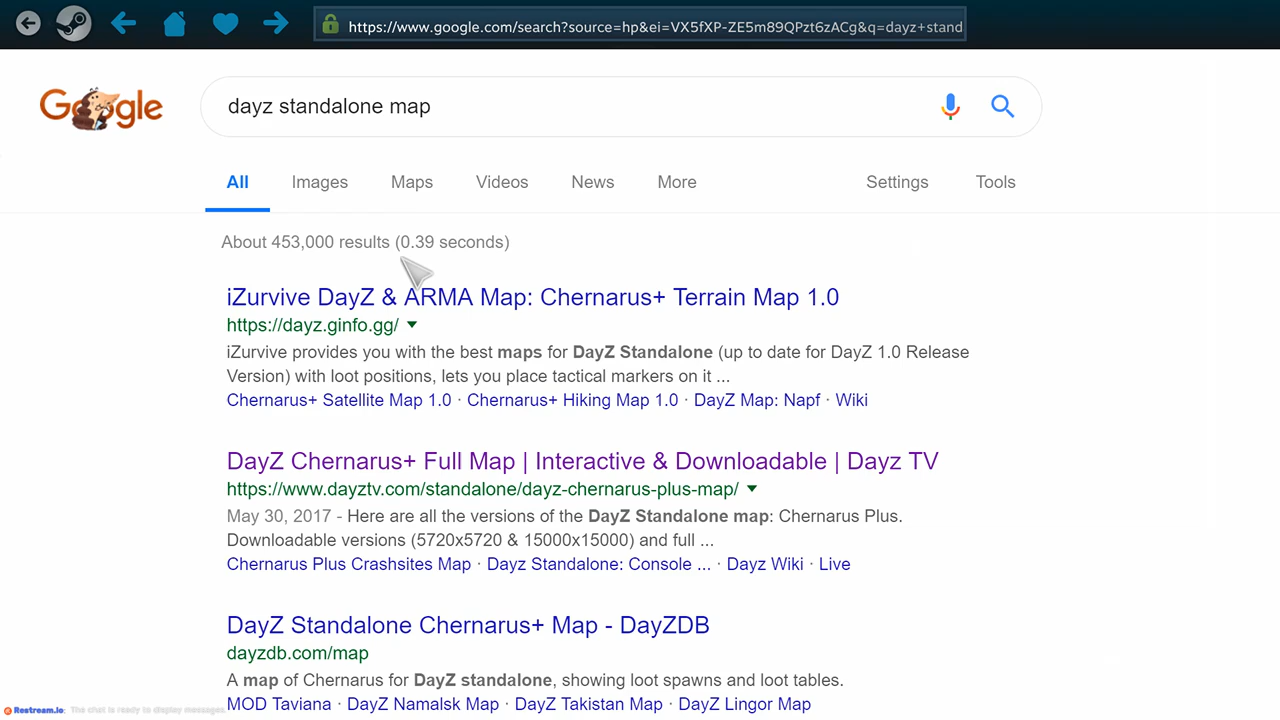 https://www.google.com/search?source=hp&ei=VX5fXP-ZE5m89QPzt6zACg&q=dayz+stand
Google
dayz standalone map
All Images Maps Videos News More Settings Tools
About 453,000 results (0.39 seconds)
iZurvive DayZ & ARMA Map: Chernarus+ Terrain Map 1.0
https://dayz.ginfo.gg/
iZurvive provides you with the best maps for DayZ Standalone (up to date for DayZ 1.0 Release
Version) with loot positions, lets you place tactical markers on it ...
Chernarus+ Satellite Map 1.0 · Chernarus+ Hiking Map 1.0 · DayZ Map: Napf · Wiki
DayZ Chernarus+ Full Map | Interactive & Downloadable | Dayz TV
https://www.dayztv.com/standalone/dayz-chernarus-plus-map/
May 30, 2017 - Here are all the versions of the DayZ Standalone map: Chernarus Plus.
Downloadable versions (5720x5720 & 15000x15000) and full ...
Chernarus Plus Crashsites Map · Dayz Standalone: Console ... · Dayz Wiki · Live
DayZ Standalone Chernarus+ Map - DayZDB
dayzdb.com/map
A map of Chernarus for DayZ standalone, showing loot spawns and loot tables.
MOD Taviana · DayZ Namalsk Map · DayZ Takistan Map · DayZ Lingor Map
Restream.io: The chat is ready to display messages